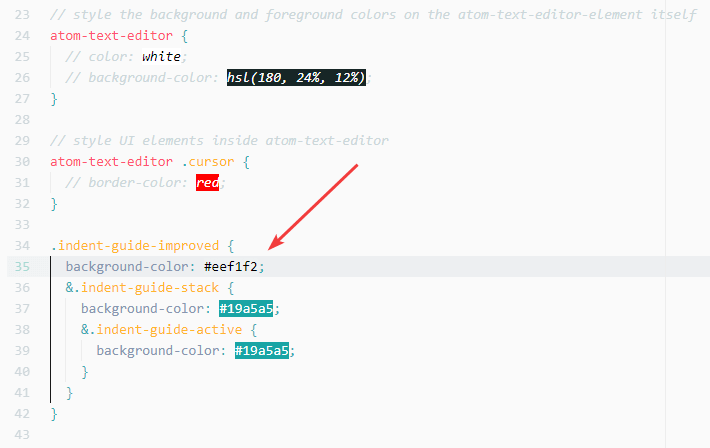 23 // style the background and foreground colors on the atom-text-editor-element itself
24 atom-text-editor {
25 // color: white;
26 // background-color: hsl(180, 24%, 12%);
27 }
28
29 // style UI elements inside atom-text-editor
30 atom-text-editor .cursor {
31 // border-color: red;
32 }
33
34 .indent-guide-improved {
35 background-color: #eef1f2;
36 &.indent-guide-stack {
37 background-color: #19a5a5;
38 &.indent-guide-active {
39 background-color: #19a5a5;
40 }
41 }
42 }
43